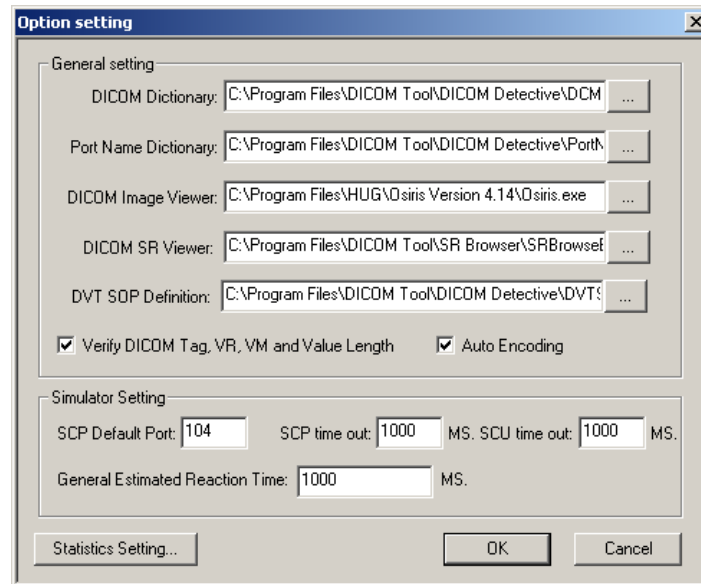 Option setting
General setting
DICOM Dictionary: C:\Program Files\DICOM Tool\DICOM Detective\DCM ...
Port Name Dictionary: C:\Program Files\DICOM Tool\DICOM Detective\PortN ...
DICOM Image Viewer: C:\Program Files\HUG\Osiris Version 4.14\Osiris.exe ...
DICOM SR Viewer: C:\Program Files\DICOM Tool\SR Browser\SRBrowseE ...
DVT SOP Definition: C:\Program Files\DICOM Tool\DICOM Detective\DVTS ...
Verify DICOM Tag, VR, VM and Value Length Auto Encoding
Simulator Setting
SCP Default Port: 104 SCP time out: 1000 MS. SCU time out: 1000 MS.
General Estimated Reaction Time: 1000 MS.
Statistics Setting... OK Cancel